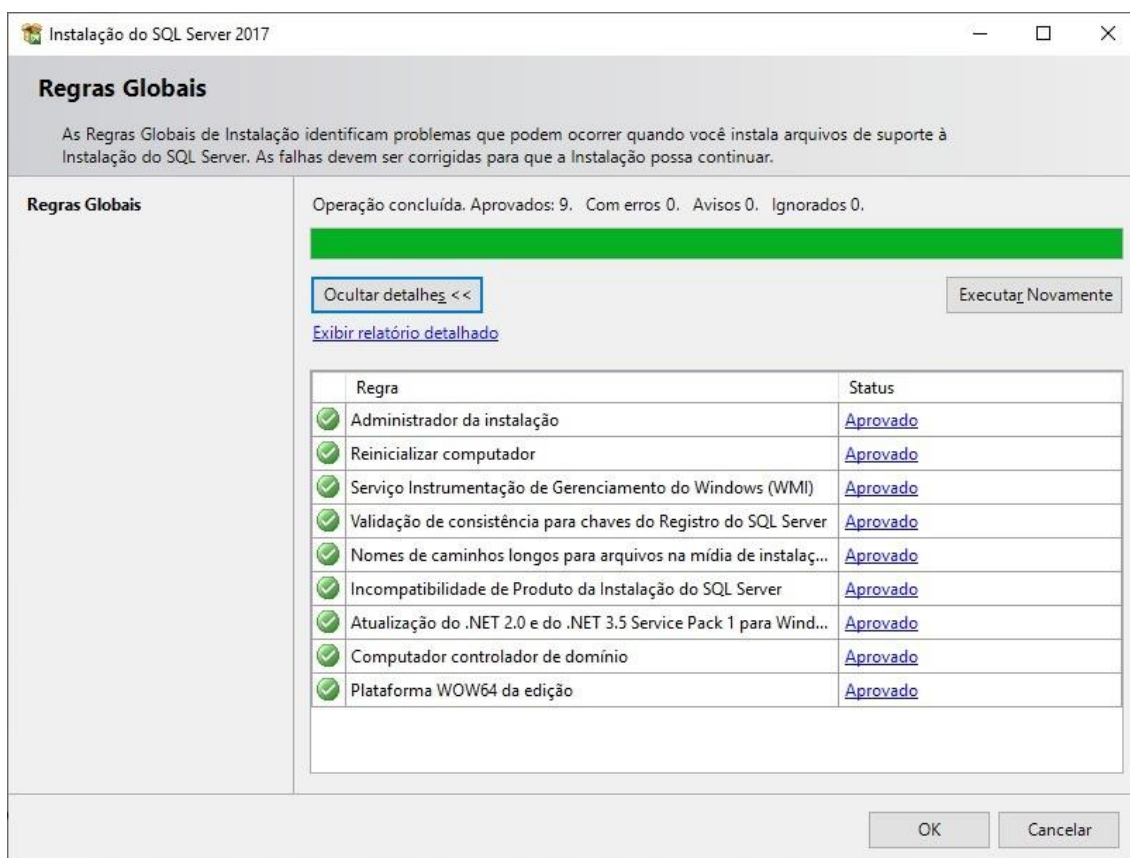 Instalação do SQL Server 2017
Regras Globais
As Regras Globais de Instalação identificam problemas que podem ocorrer quando você instala arquivos de suporte à
Instalação do SQL Server. As falhas devem ser corrigidas para que a Instalação possa continuar.
Regras Globais
Operação concluída. Aprovados: 9. Com erros 0. Avisos 0. Ignorados 0.
Ocultar detalhes <<
Executar Novamente
Exibir relatório detalhado
Regra Status
Administrador da instalação Aprovado
Reinicializar computador Aprovado
Serviço Instrumentação de Gerenciamento do Windows (WMI) Aprovado
Validação de consistência para chaves do Registro do SQL Server Aprovado
Nomes de caminhos longos para arquivos na mídia de instalaç... Aprovado
Incompatibilidade de Produto da Instalação do SQL Server Aprovado
Atualização do .NET 2.0 e do .NET 3.5 Service Pack 1 para Wind... Aprovado
Computador controlador de domínio Aprovado
Plataforma WOW64 da edição Aprovado
OK Cancelar